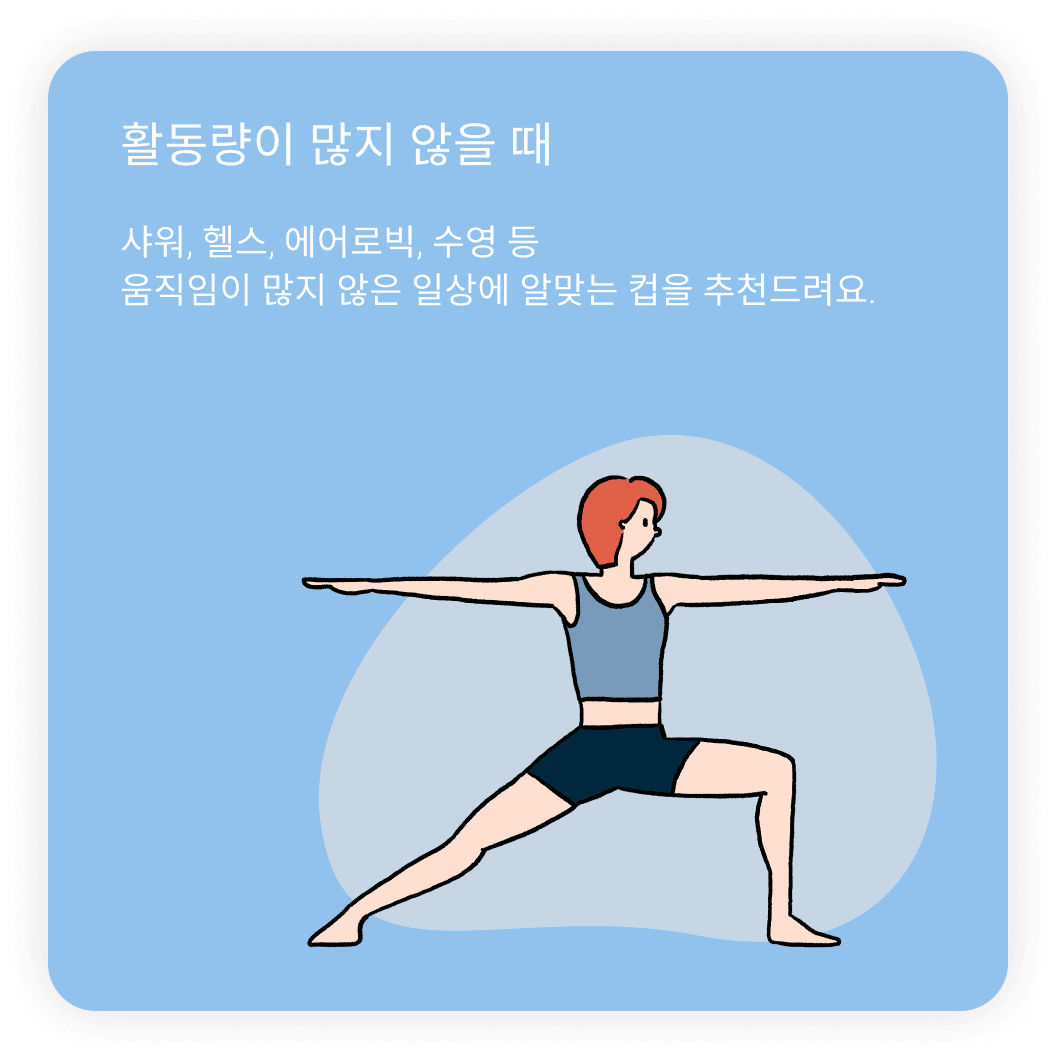 활동량이 많지 않을 때
샤워, 헬스, 에어로빅, 수영 등
움직임이 많지 않은 일상에 알맞는 컵을 추천드려요.